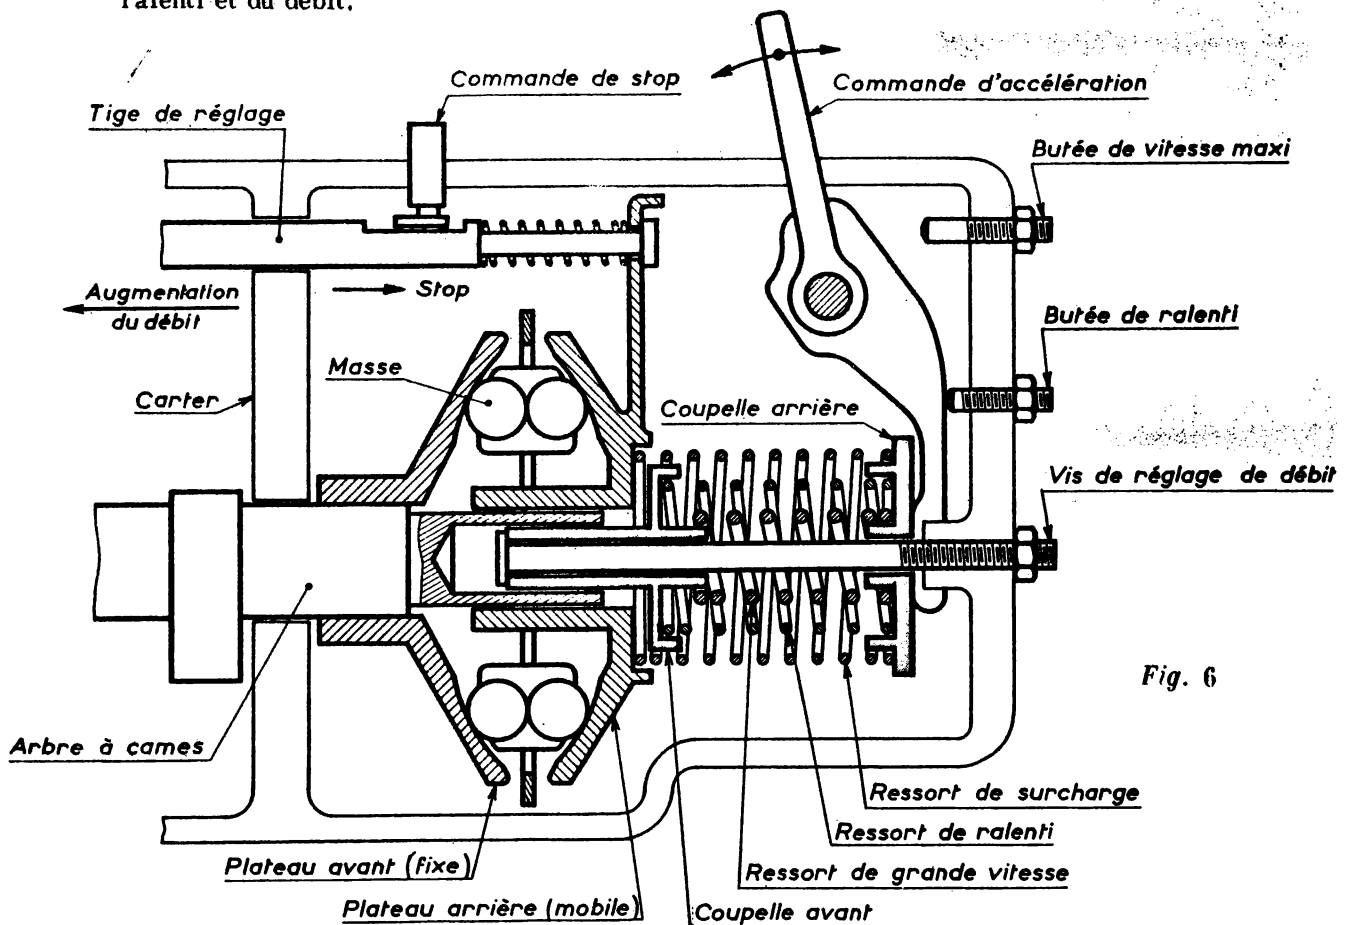 ralenti et du débit.
Commande de stop
Commande d'accélération
Tige de réglage
Butée de vitesse maxi
Stop
Augmentation
du débit
Butée de ralenti
Masse
Carter
Coupelle arrière
Vis de réglage de débit
Fig. 6
Arbre à cames
Ressort de surcharge
Ressort de ralenti
Plateau avant (fixe)
Ressort de grande vitesse
Plateau arrière (mobile)
Coupelle avant